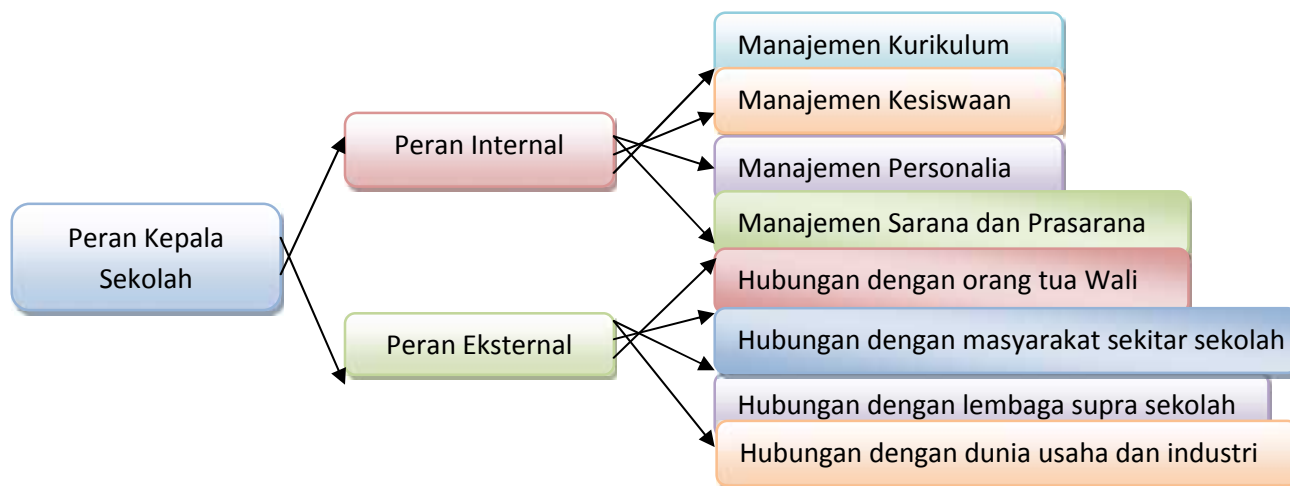 Peran Kepala
Sekolah
Peran Internal
Manajemen Kurikulum
Manajemen Kesiswaan
Manajemen Personalia
Manajemen Sarana dan Prasarana
Peran Eksternal
Hubungan dengan orang tua Wali
Hubungan dengan masyarakat sekitar sekolah
Hubungan dengan lembaga supra sekolah
Hubungan dengan dunia usaha dan industri